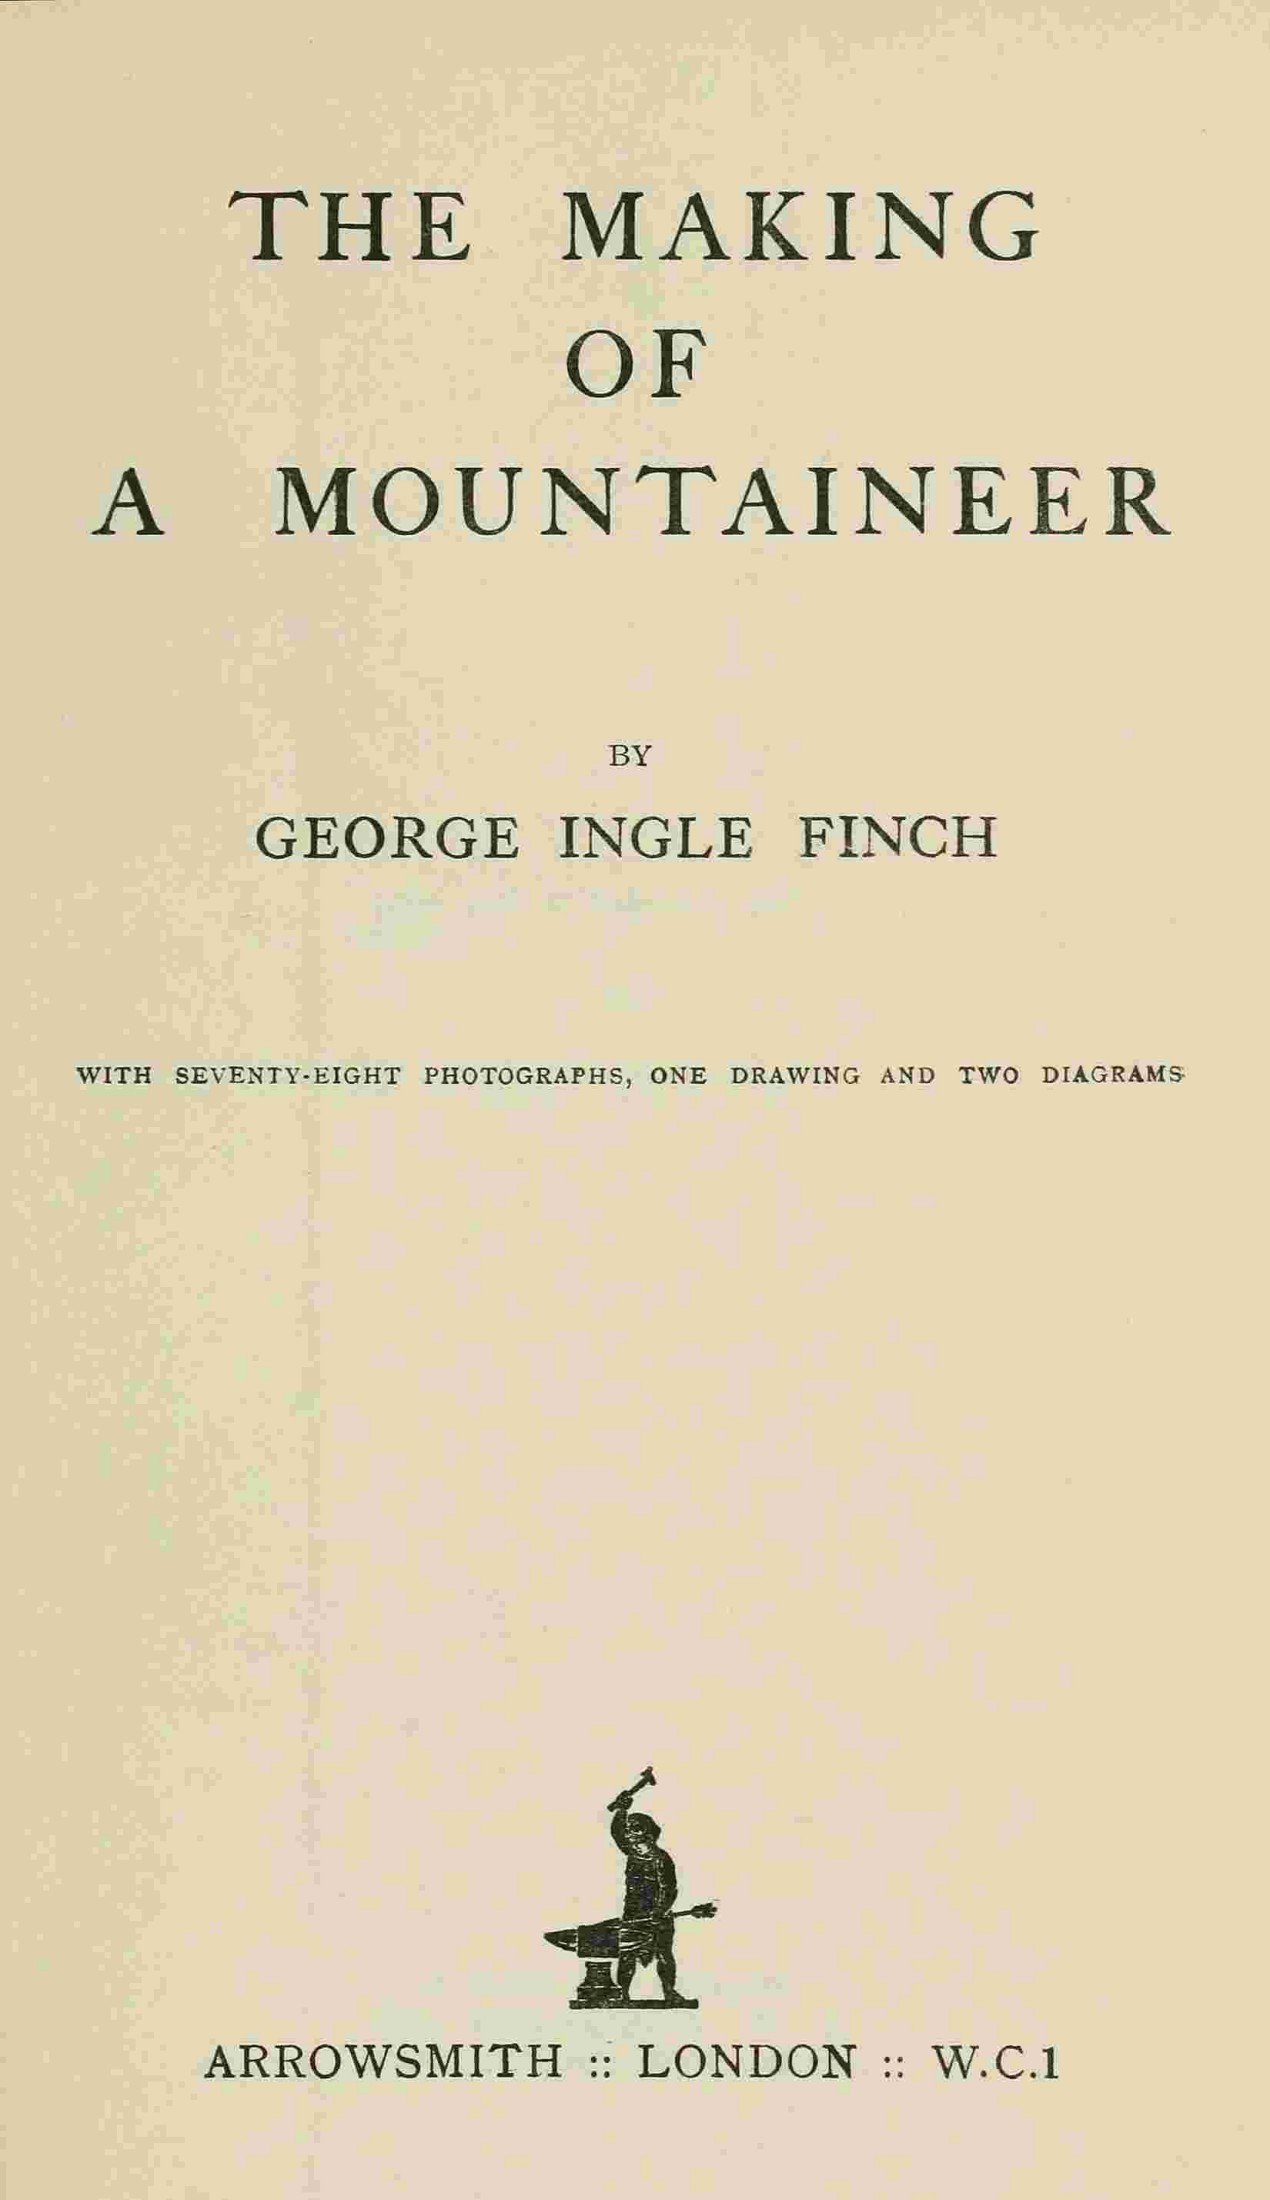 THE MAKING
OF
A MOUNTAINEER
BY
GEORGE INGLE FINCH
WITH SEVENTY-EIGHT PHOTOGRAPHS, ONE DRAWING AND TWO DIAGRAMS
ARROWSMITH :: LONDON :: W.C.1